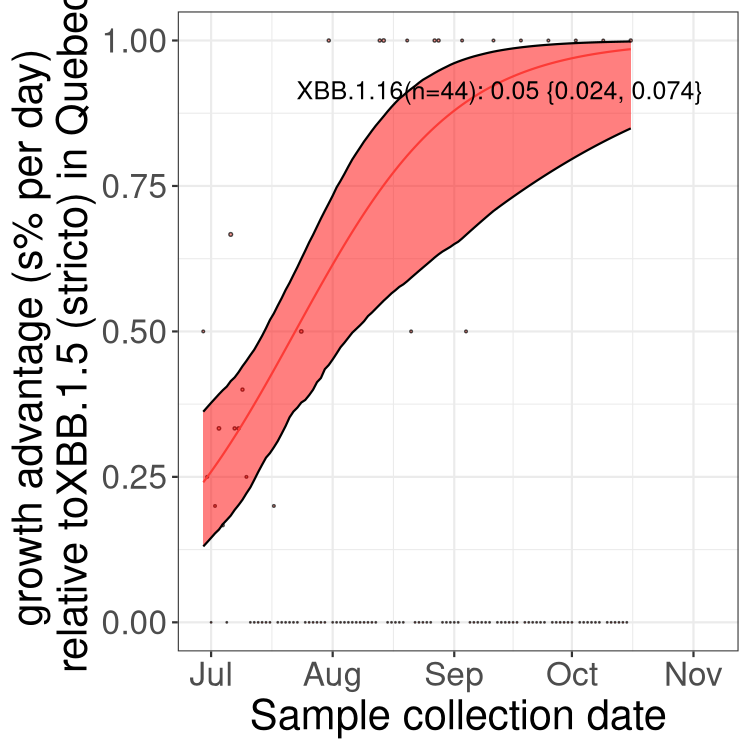 growth advantage (s% per day)
relative toXBB.1.5 (stricto) in Quebec
1.00
0.75
0.50
0.25
0.00
XBB.1.16(n=44): 0.05 {0.024, 0.074}
Jul Aug Sep Oct Nov
Sample collection date